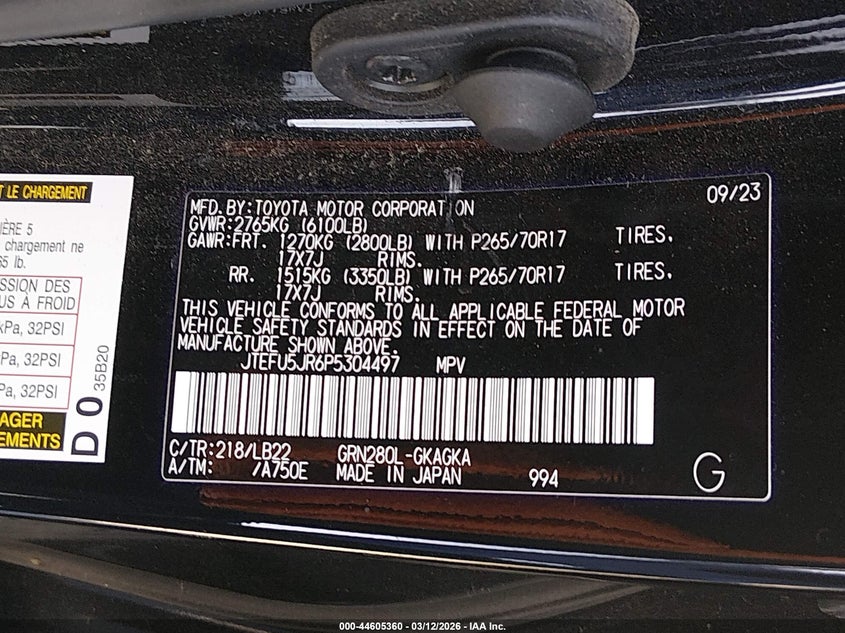 T LE CHARGEMENT
IÈRE 5
chargement ne
65 lb.
SSION DES
US À FROID
kPa, 32PSI
kPa, 32PSI
Pa, 32PSI
AGER
EMENTS
D 0 35B20
09/23
MFD. BY: TOYOTA MOTOR CORPORATION
GVWR: 2765KG (6100LB)
GAWR: FRT. 1270KG (2800LB) WITH P265/70R17 TIRES.
17X7J RIMS.
RR. 1515KG (3350LB) WITH P265/70R17 TIRES.
17X7J RIMS.
THIS VEHICLE CONFORMS TO ALL APPLICABLE FEDERAL MOTOR
VEHICLE SAFETY STANDARDS IN EFFECT ON THE DATE OF
MANUFACTURE SHOWN ABOVE.
JTEFU5JR6P5304497 MPV
C/TR: 218/LB22 GRN280L-GKAGKA
A/TM: /A750E MADE IN JAPAN 994
G
000-44605360 - 03/12/2026 - IAA Inc.